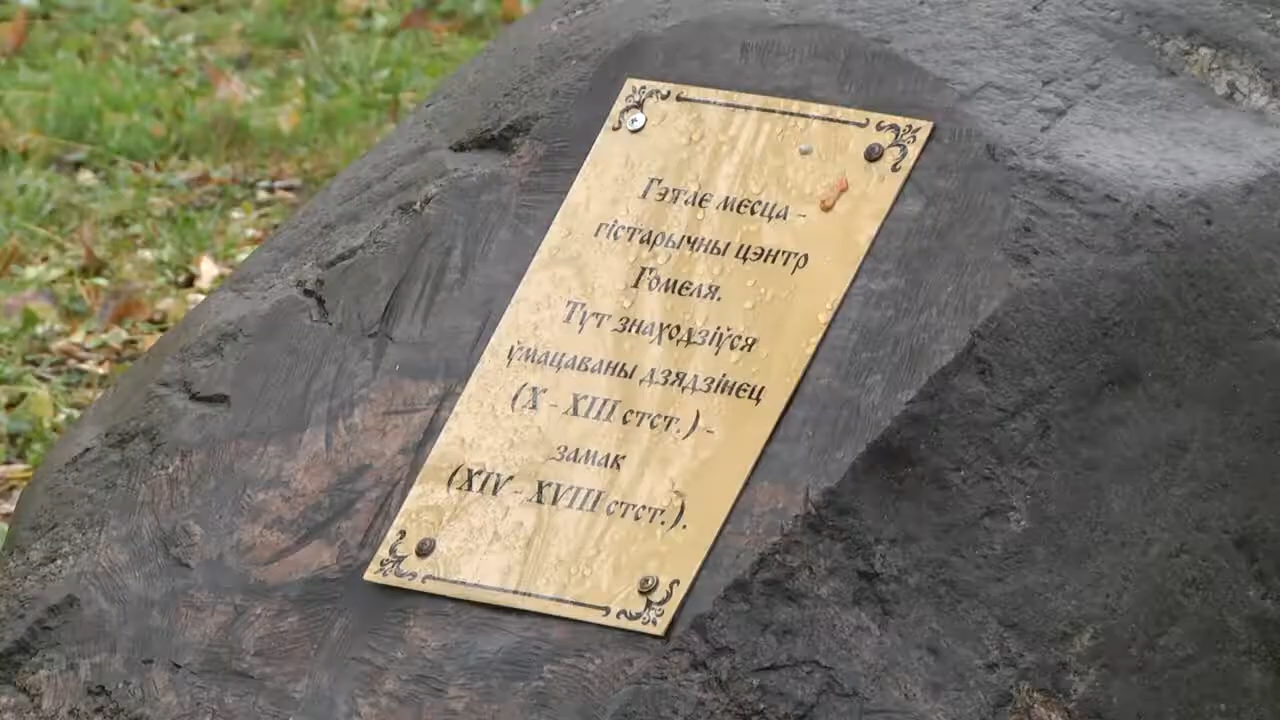 Гэтае месца -
гістарычны цэнтр
Гомеля.
Тут знаходзіўся
ўмацаваны дзядзінец
(X - XIII стст.) -
замак
(XIV - XVIII стст.).